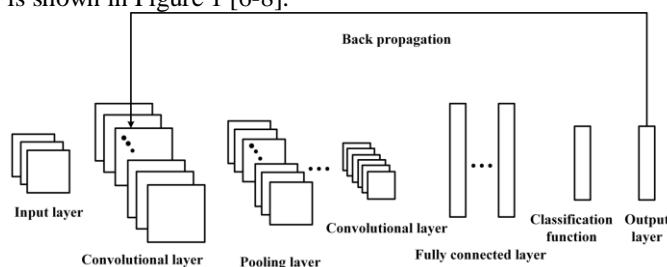 is shown in Figure 1 [6-8].
Back propagation
Input layer
Convolutional layer
Pooling layer
Convolutional layer
Fully connected layer
Classification
function
Output
layer